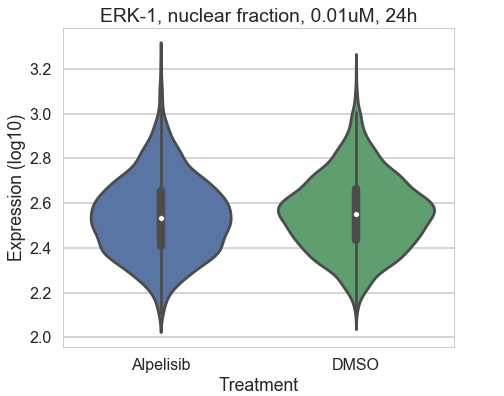 ERK-1, nuclear fraction, 0.01uM, 24h
Expression (log10)
3.2
3.0
2.8
2.6
2.4
2.2
2.0
Alpelisib DMSO
Treatment